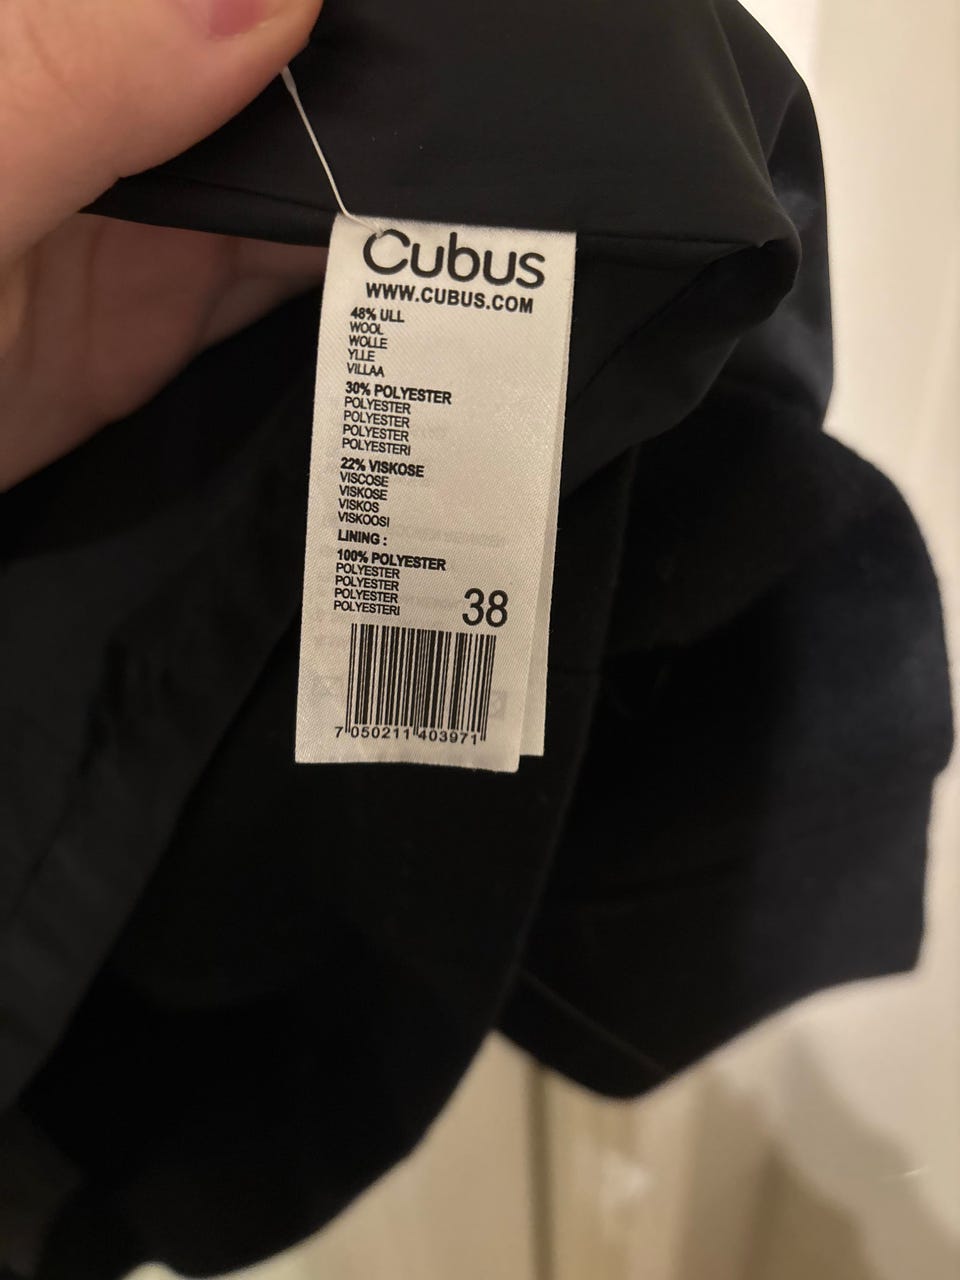 Cubus
WWW.CUBUS.COM
48% ULL
WOOL
WOLLE
YLLE
VILLAA
30% POLYESTER
POLYESTER
POLYESTER
POLYESTER
POLYESTERI
22% VISKOSE
VISCOSE
VISKOSE
VISKOS
VISKOOSI
LINING :
100% POLYESTER
POLYESTER
POLYESTER
POLYESTER
POLYESTERI
38
7 050211 403971